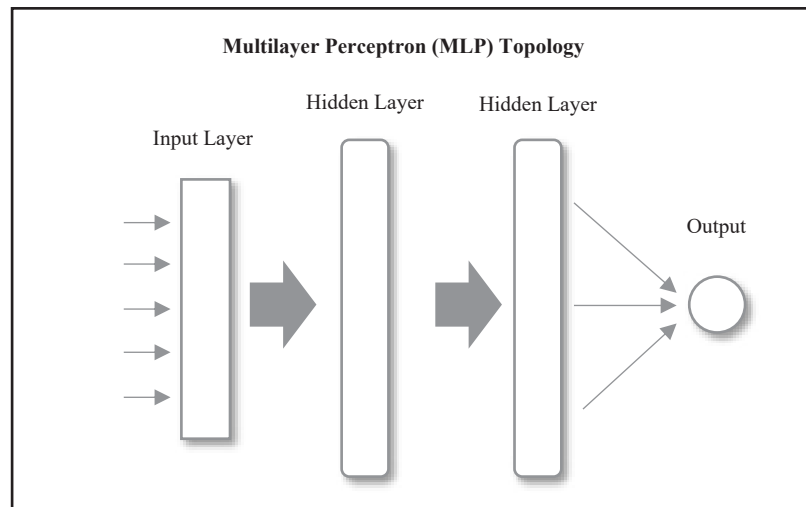 Multilayer Perceptron (MLP) Topology
Hidden Layer
Hidden Layer
Input Layer
Output